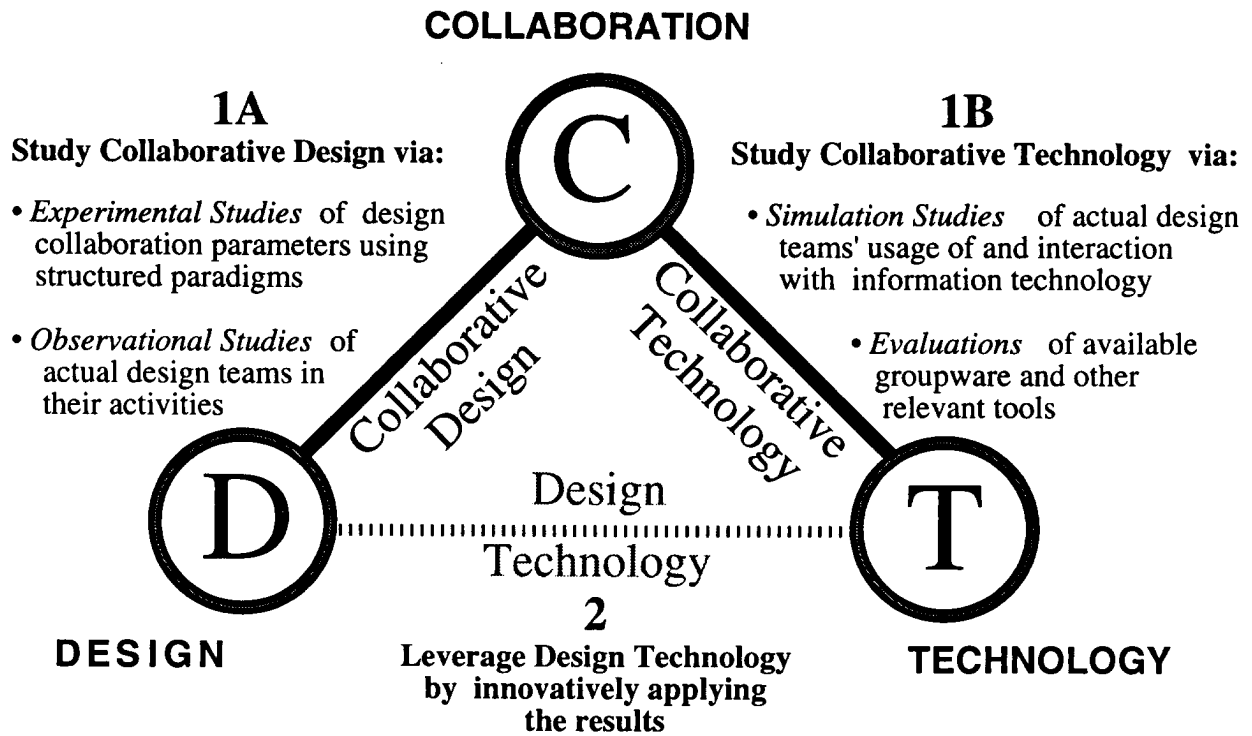 COLLABORATION
C
1A
Study Collaborative Design via:
• Experimental Studies of design
collaboration parameters using
structured paradigms
• Observational Studies of
actual design teams in
their activities
1B
Study Collaborative Technology via:
• Simulation Studies of actual design
teams' usage of and interaction
with information technology
• Evaluations of available
groupware and other
relevant tools
Collaborative
Design
Collaborative
Technology
D
Design
Technology
T
DESIGN
2
Leverage Design Technology
by innovatively applying
the results
TECHNOLOGY